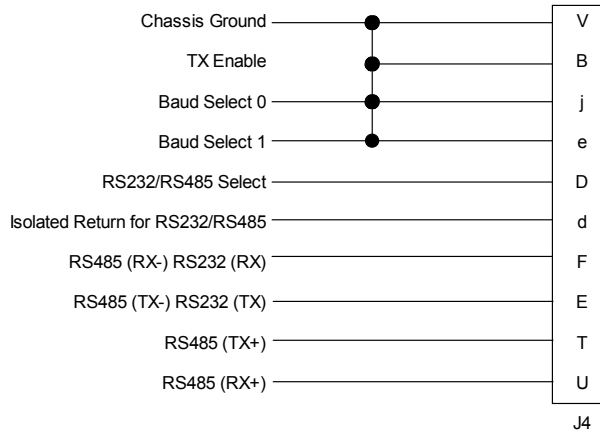 Chassis Ground V
TX Enable B
Baud Select 0 j
Baud Select 1 e
RS232/RS485 Select D
Isolated Return for RS232/RS485 d
RS485 (RX-) RS232 (RX) F
RS485 (TX-) RS232 (TX) E
RS485 (TX+) T
RS485 (RX+) U
J4